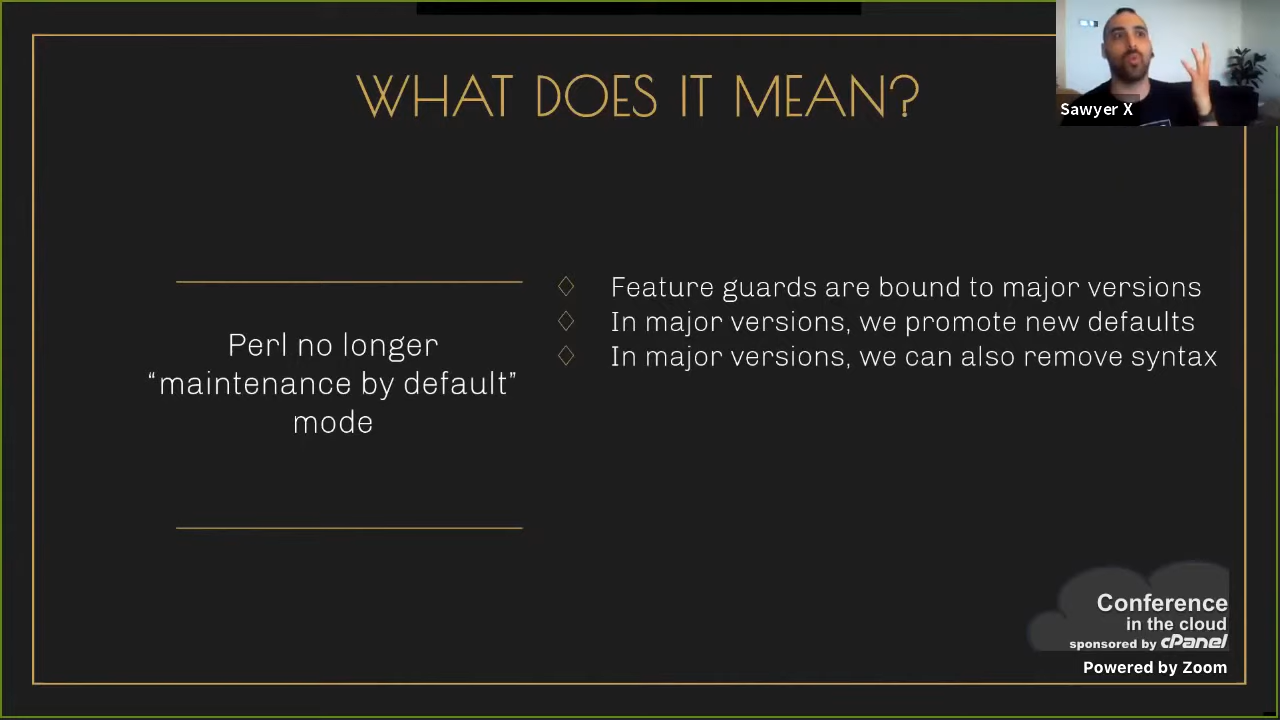 WHAT DOES IT MEAN?
Sawyer X
Perl no longer
“maintenance by default”
mode
Feature guards are bound to major versions
In major versions, we promote new defaults
In major versions, we can also remove syntax
Conference
in the cloud
sponsored by cPanel
Powered by Zoom